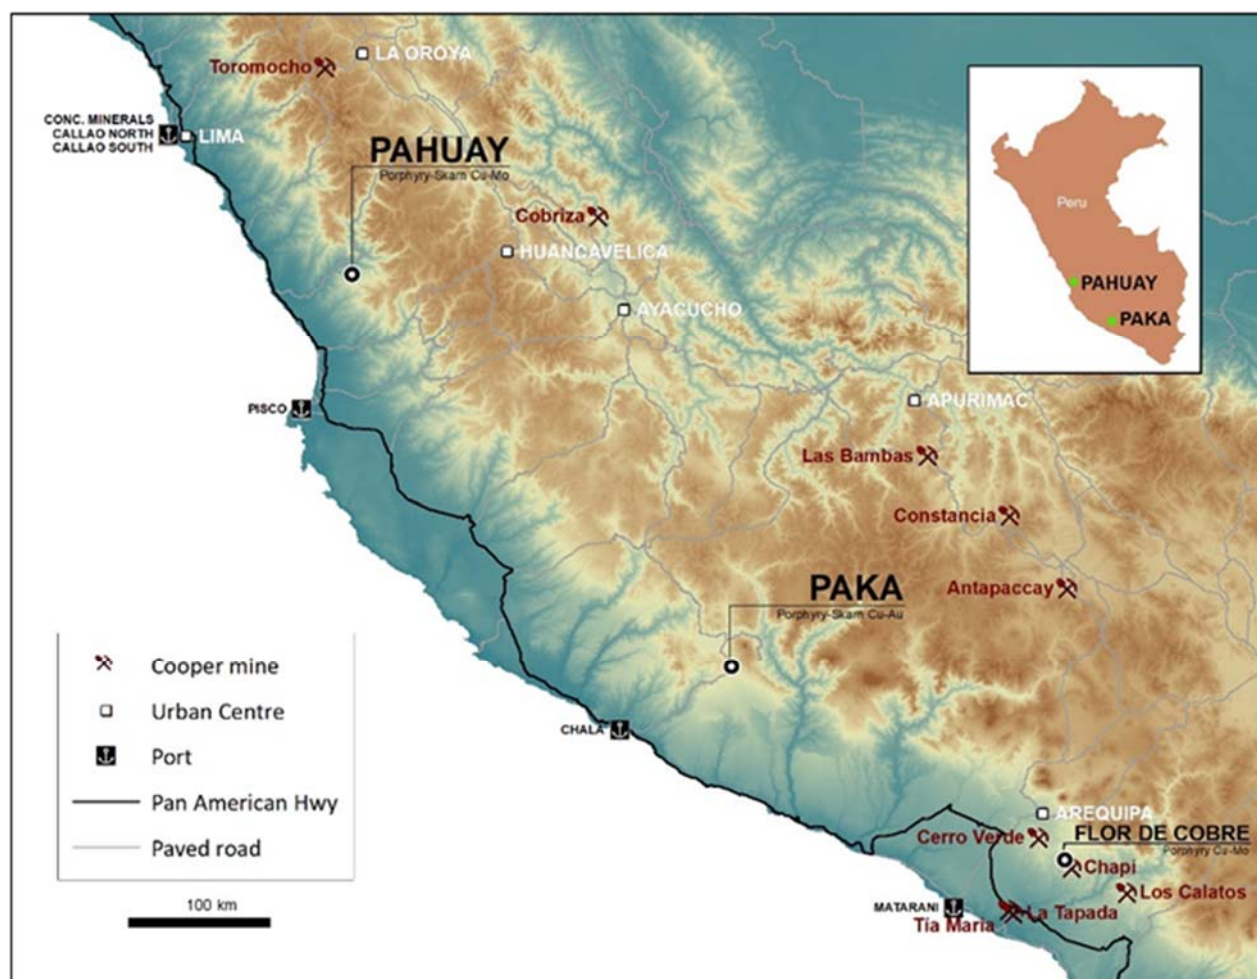 LA OROYA
Toromocho
CONC. MINERALS
CALLAO NORTH
CALLAO SOUTH
LIMA
PAHUAY
Porphyry-Skarn Cu-Mo
Cobriza
HUANCAVELICA
AYACUCHO
Peru
PAHUAY
PAKA
PISCO
APURIMAC
Las Bambas
Constancia
Antapaccay
PAKA
Porphyry-Skarn Cu-Au
CHALA
Cooper mine
Urban Centre
Port
Pan American Hwy
Paved road
100 km
AREQUIPA
Cerro Verde
FLOR DE COBRE
Porphyry Cu-Mo
Chapi
Los Calatos
MATARANI
La Tapada
Tía María